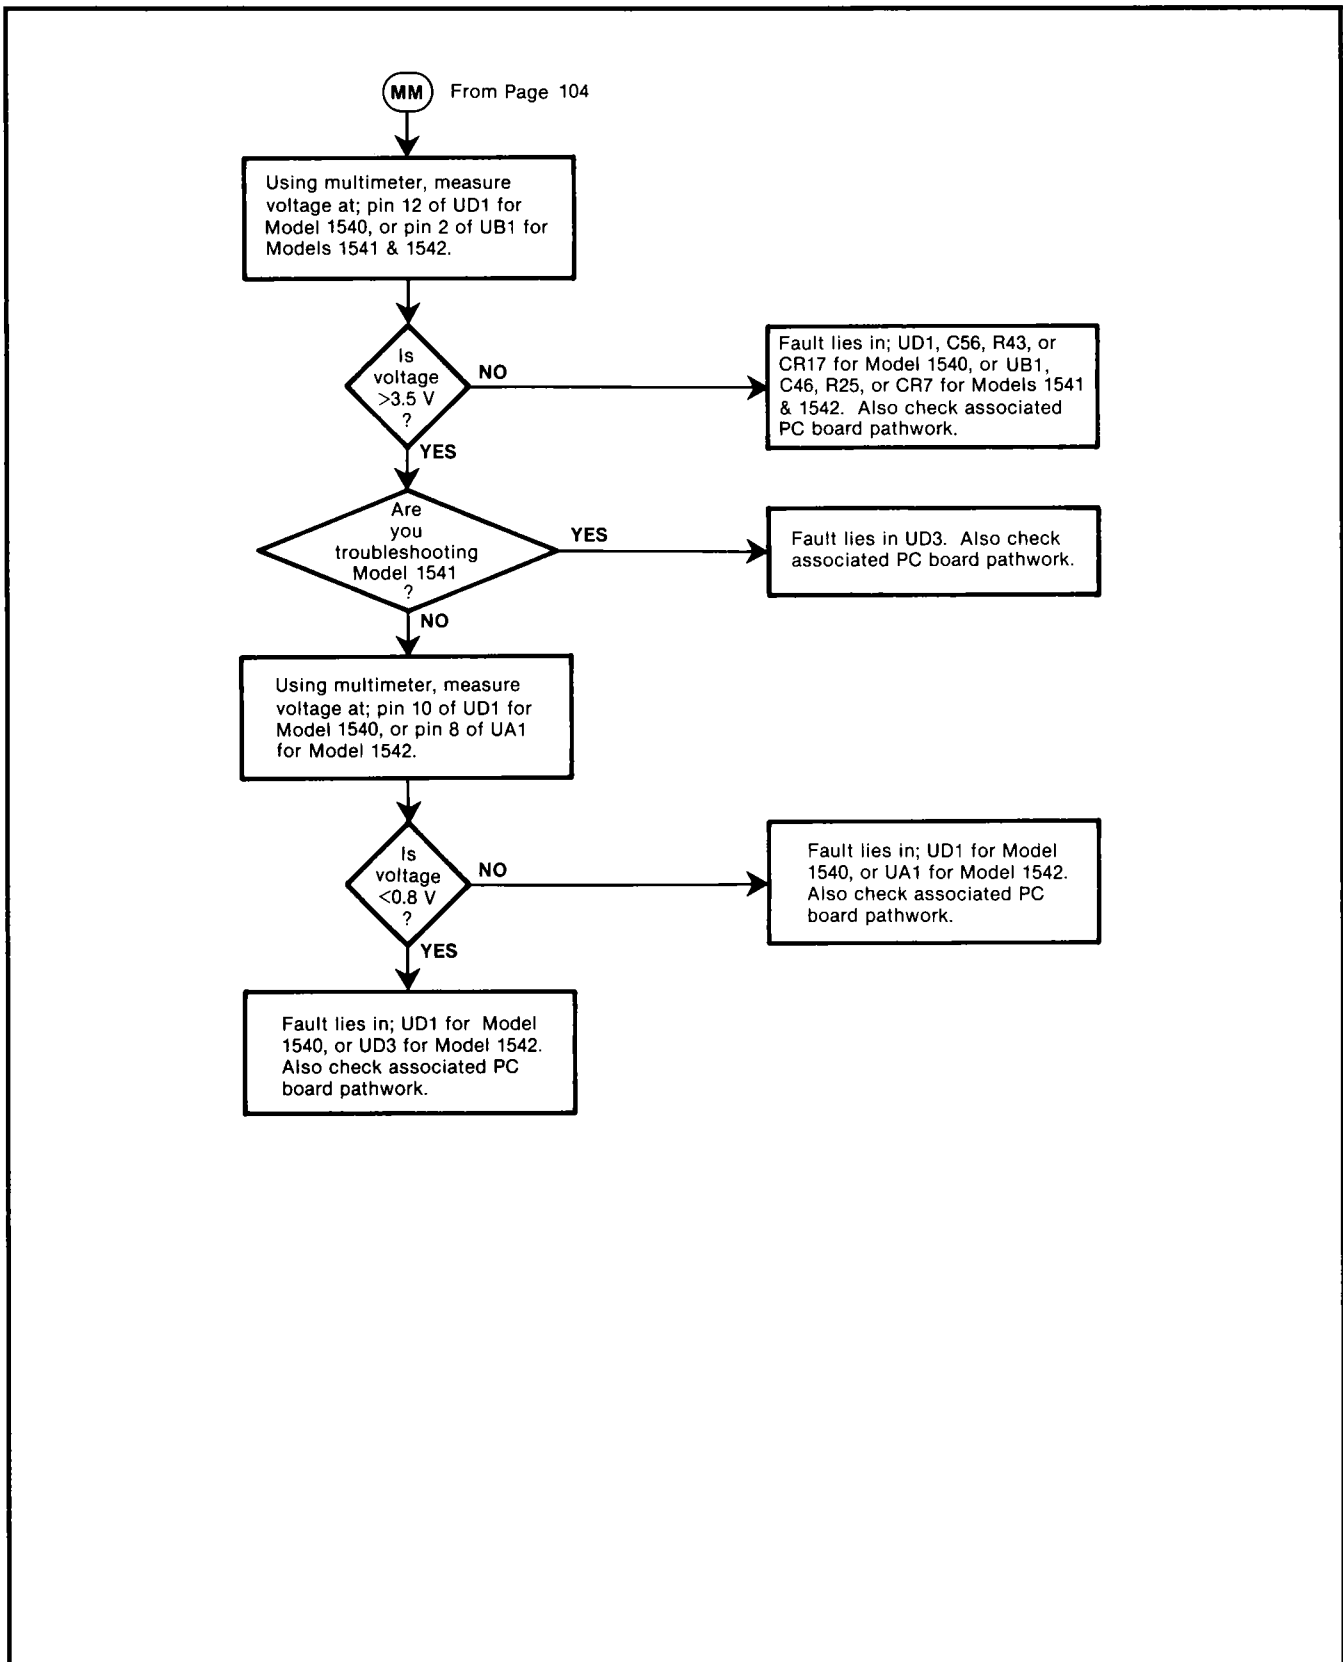 MM From Page 104
Using multimeter, measure
voltage at; pin 12 of UD1 for
Model 1540, or pin 2 of UB1 for
Models 1541 & 1542.
Is
voltage
>3.5 V
?
NO
Fault lies in; UD1, C56, R43, or
CR17 for Model 1540, or UB1,
C46, R25, or CR7 for Models 1541
& 1542. Also check associated
PC board pathwork.
YES
Are
you
troubleshooting
Model 1541
?
YES
Fault lies in UD3. Also check
associated PC board pathwork.
NO
Using multimeter, measure
voltage at; pin 10 of UD1 for
Model 1540, or pin 8 of UA1
for Model 1542.
Is
voltage
<0.8 V
?
NO
Fault lies in; UD1 for Model
1540, or UA1 for Model 1542.
Also check associated PC
board pathwork.
YES
Fault lies in; UD1 for Model
1540, or UD3 for Model 1542.
Also check associated PC
board pathwork.